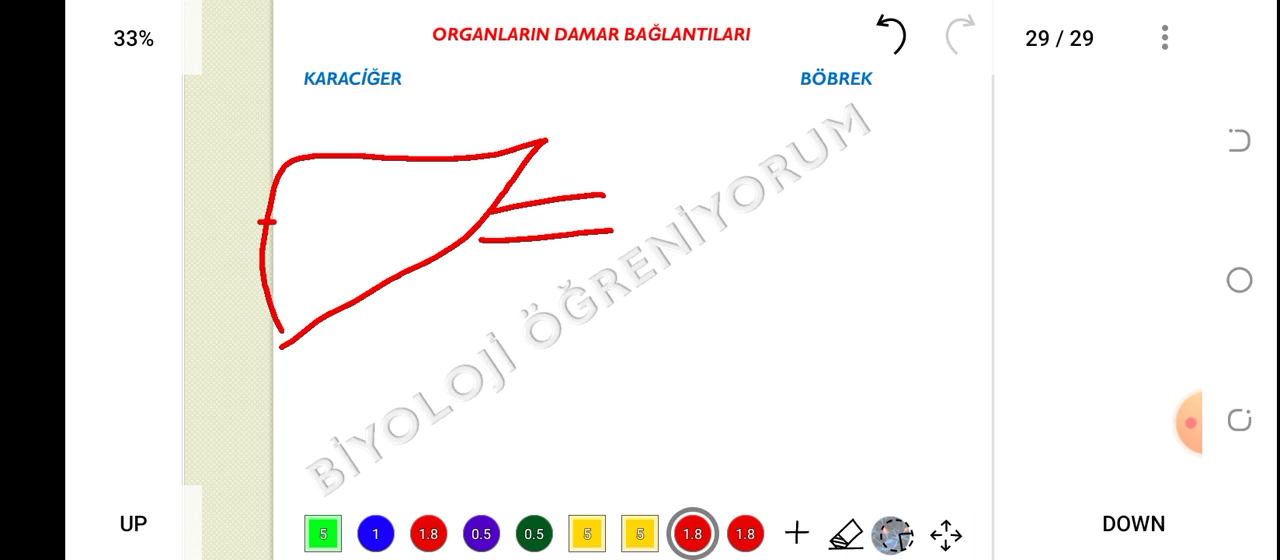 33%
ORGANLARIN DAMAR BAĞLANTILARI
29 / 29
KARACİĞER
BÖBREK
BİYOLOJİ ÖĞRENİYORUM
UP
5
1
1.8
0.5
0.5
5
5
1.8
1.8
DOWN